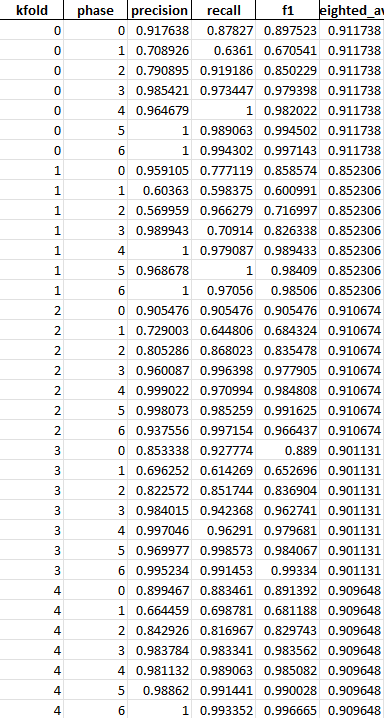 kfold phase precision recall f1 eighted_av
0 0 0.917638 0.87827 0.897523 0.911738
0 1 0.708926 0.6361 0.670541 0.911738
0 2 0.790895 0.919186 0.850229 0.911738
0 3 0.985421 0.973447 0.979398 0.911738
0 4 0.964679 1 0.982022 0.911738
0 5 1 0.989063 0.994502 0.911738
0 6 1 0.994302 0.997143 0.911738
1 0 0.959105 0.777119 0.858574 0.852306
1 1 0.60363 0.598375 0.600991 0.852306
1 2 0.569959 0.966279 0.716997 0.852306
1 3 0.989943 0.70914 0.826338 0.852306
1 4 1 0.979087 0.989433 0.852306
1 5 0.968678 1 0.98409 0.852306
1 6 1 0.97056 0.98506 0.852306
2 0 0.905476 0.905476 0.905476 0.910674
2 1 0.729003 0.644806 0.684324 0.910674
2 2 0.805286 0.868023 0.835478 0.910674
2 3 0.960087 0.996398 0.977905 0.910674
2 4 0.999022 0.970994 0.984808 0.910674
2 5 0.998073 0.985259 0.991625 0.910674
2 6 0.937556 0.997154 0.966437 0.910674
3 0 0.853338 0.927774 0.889 0.901131
3 1 0.696252 0.614269 0.652696 0.901131
3 2 0.822572 0.851744 0.836904 0.901131
3 3 0.984015 0.942368 0.962741 0.901131
3 4 0.997046 0.96291 0.979681 0.901131
3 5 0.969977 0.998573 0.984067 0.901131
3 6 0.995234 0.991453 0.99334 0.901131
4 0 0.899467 0.883461 0.891392 0.909648
4 1 0.664459 0.698781 0.681188 0.909648
4 2 0.842926 0.816967 0.829743 0.909648
4 3 0.983784 0.983341 0.983562 0.909648
4 4 0.981132 0.989063 0.985082 0.909648
4 5 0.98862 0.991441 0.990028 0.909648
4 6 1 0.993352 0.996665 0.909648